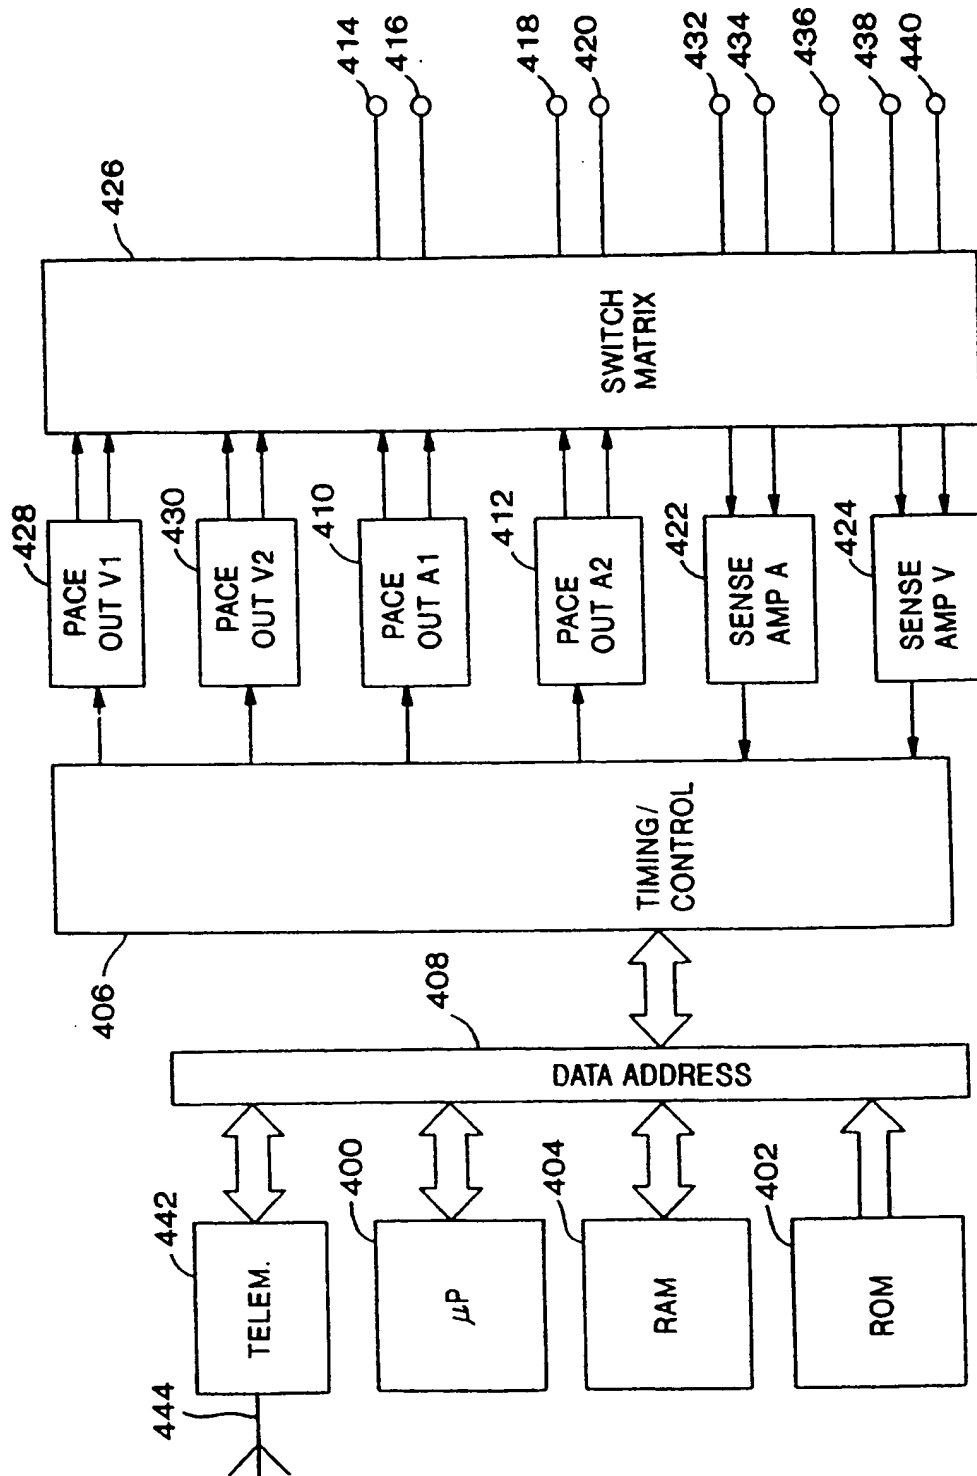 414
416
418
420
432
434
436
438
440
426
SWITCH
MATRIX
428
PACE
OUT V1
430
PACE
OUT V2
410
PACE
OUT A1
412
PACE
OUT A2
422
SENSE
AMP A
424
SENSE
AMP V
406
TIMING/
CONTROL
408
DATA ADDRESS
442
TELEM.
444
400
μP
404
RAM
402
ROM